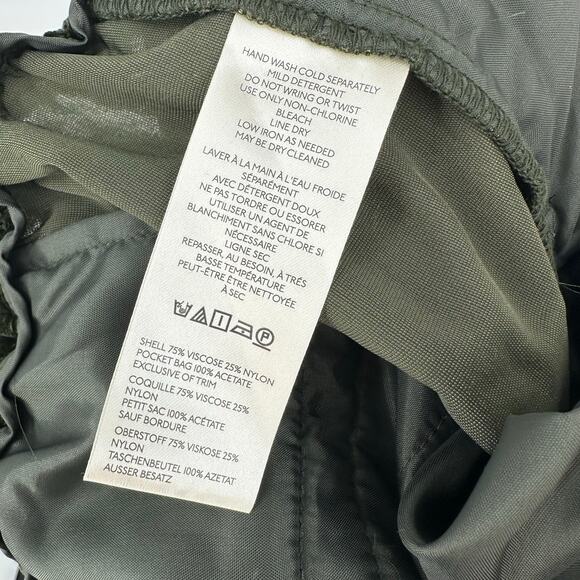 HAND WASH COLD SEPARATELY
MILD DETERGENT
DO NOT WRING OR TWIST
USE ONLY NON-CHLORINE
BLEACH
LINE DRY
LOW IRON AS NEEDED
MAY BE DRY CLEANED
LAVER À LA MAIN À L'EAU FROIDE
SÉPARÉMENT
AVEC DÉTERGENT DOUX
NE PAS TORDRE OU ESSORER
UTILISER UN AGENT DE
BLANCHIMENT SANS CHLORE SI
NÉCESSAIRE
LIGNE SEC
REPASSER, AU BESOIN, À TRÉS
BASSE TEMPÉRATURE
PEUT-ÊTRE ÊTRE NETTOYÉE
À SEC
P
SHELL 75% VISCOSE 25% NYLON
POCKET BAG 100% ACETATE
EXCLUSIVE OF TRIM
COQUILLE 75% VISCOSE 25%
NYLON
PETIT SAC 100% ACÉTATE
SAUF BORDURE
OBERSTOFF 75% VISKOSE 25%
NYLON
TASCHENBEUTEL 100% AZETAT
AUSSER BESATZ